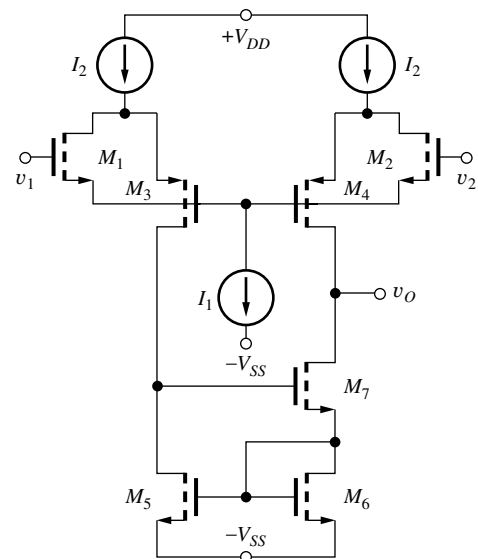 +V_DD
I_2
I_2
M_1
M_2
v_1
M_3
M_4
v_2
I_1
v_O
–V_SS
M_7
M_5
M_6
–V_SS